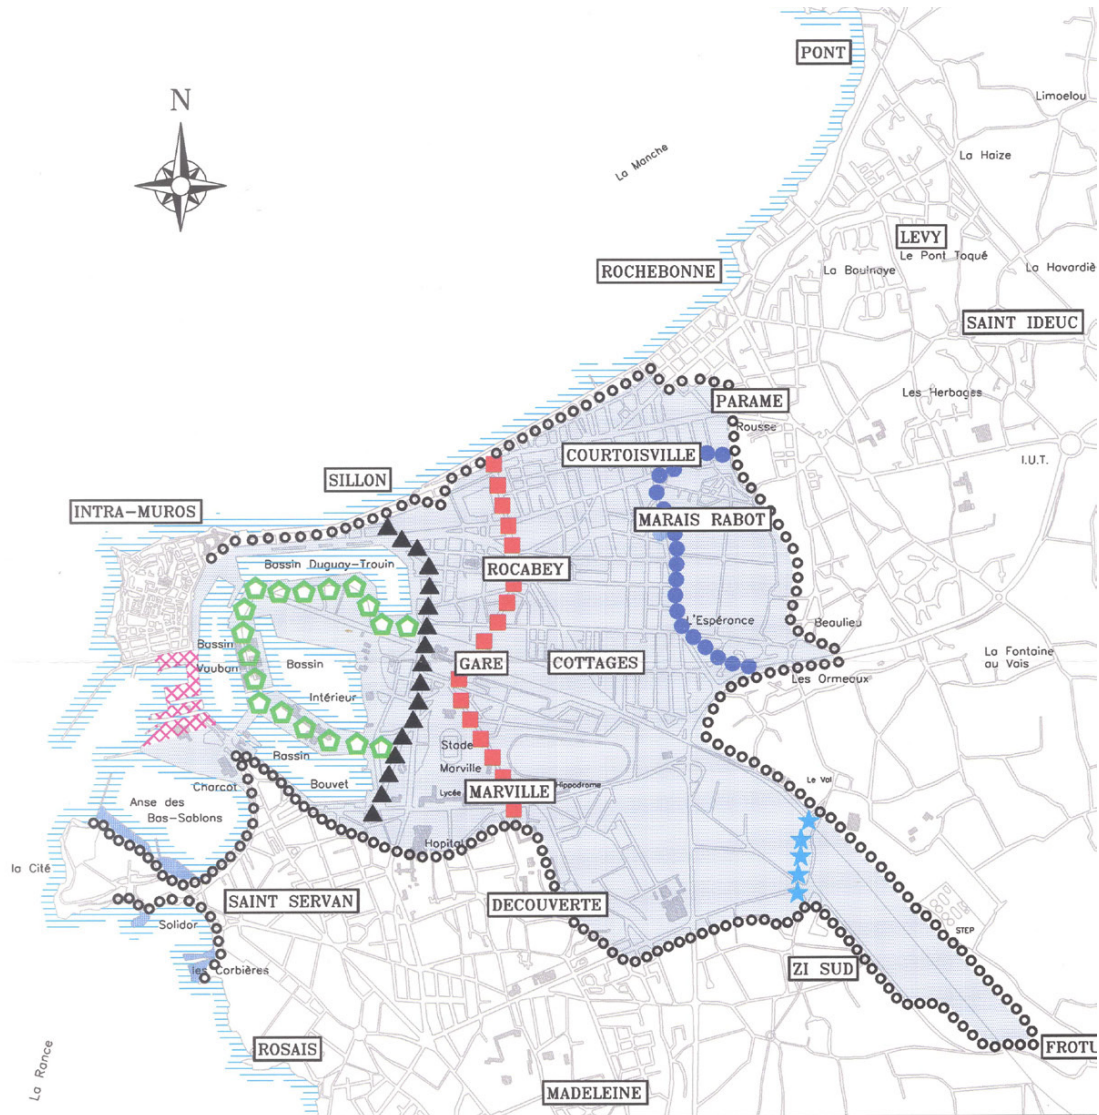 PONT
N
Limoelou
La Manche
La Haize
LEVY
Le Pont Toqué
ROCHEBONNE
La Boulnaye
La Havardiè
SAINT IDEUC
Les Herbages
PARAME
Rousse
COURTOISVILLE
I.U.T.
SILLON
INTRA-MUROS
MARAIS RABOT
Bassin Duguay-Trouin
ROCABEY
L'Espérance
Beaulieu
Bassin
Vauban
Bassin
Intérieur
GARE
COTTAGES
La Fontaine
au Vais
Les Ormeaux
Stade
Marville
Bassin
Bouvet
Charcot
Le Val
Lycée
MARVILLE
Hippodrome
Anse des
Bas-Sablons
Hopital
la Cité
SAINT SERVAN
DECOUVERTE
Solidor
STEP
les Corbières
ZI SUD
ROSAIS
FROTU
La Rance
MADELEINE